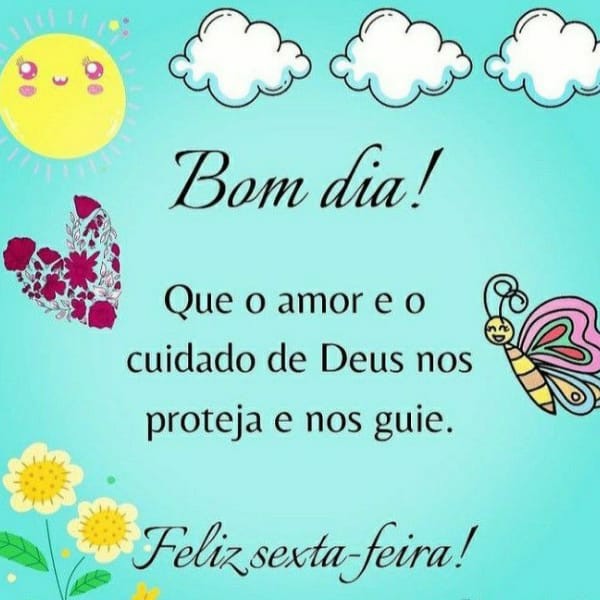 Bom dia!
Que o amor e o
cuidado de Deus nos
proteja e nos guie.
Feliz sexta-feira!